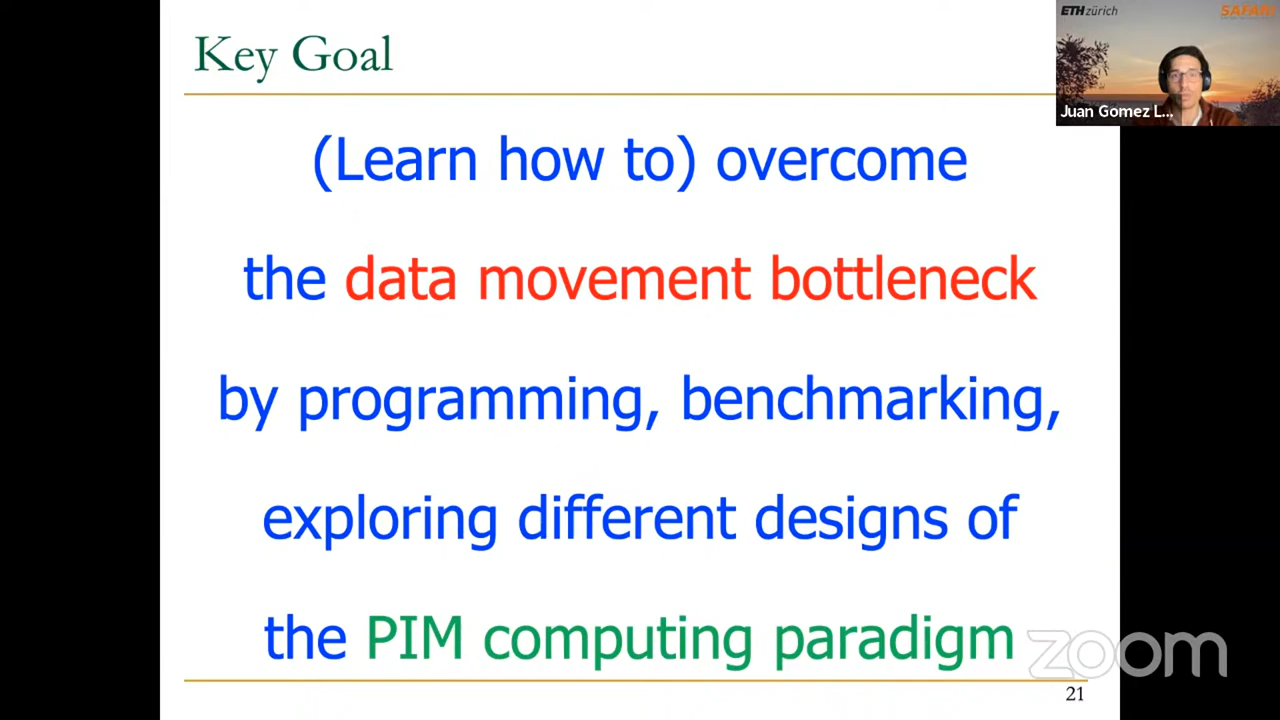 Key Goal
(Learn how to) overcome
the data movement bottleneck
by programming, benchmarking,
exploring different designs of
the PIM computing paradigm
21
ETH zürich
SAFARI
Juan Gomez L...
zoom